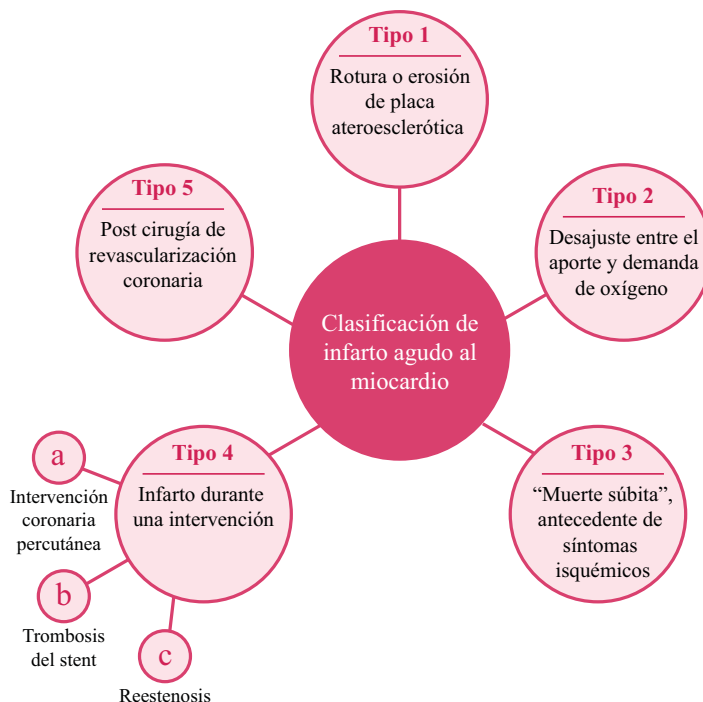 Tipo 1
Rotura o erosión
de placa
ateroesclerótica
Tipo 5
Post cirugía de
revascularización
coronaria
Tipo 2
Desajuste entre el
aporte y demanda
de oxígeno
Clasificación de
infarto agudo al
miocardio
Tipo 4
Infarto durante
una intervención
a
Intervención
coronaria
percutánea
b
Trombosis
del stent
c
Reestenosis
Tipo 3
“Muerte súbita”,
antecedente de
síntomas
isquémicos